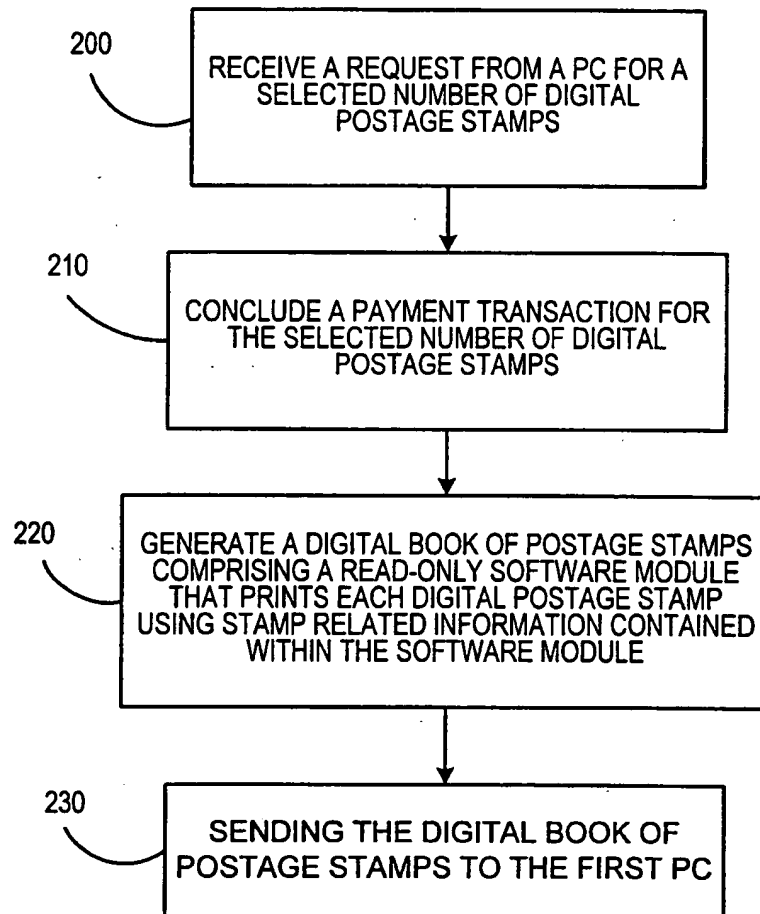 200
RECEIVE A REQUEST FROM A PC FOR A
SELECTED NUMBER OF DIGITAL
POSTAGE STAMPS
210
CONCLUDE A PAYMENT TRANSACTION FOR
THE SELECTED NUMBER OF DIGITAL
POSTAGE STAMPS
220
GENERATE A DIGITAL BOOK OF POSTAGE STAMPS
COMPRISING A READ-ONLY SOFTWARE MODULE
THAT PRINTS EACH DIGITAL POSTAGE STAMP
USING STAMP RELATED INFORMATION CONTAINED
WITHIN THE SOFTWARE MODULE
230
SENDING THE DIGITAL BOOK OF
POSTAGE STAMPS TO THE FIRST PC